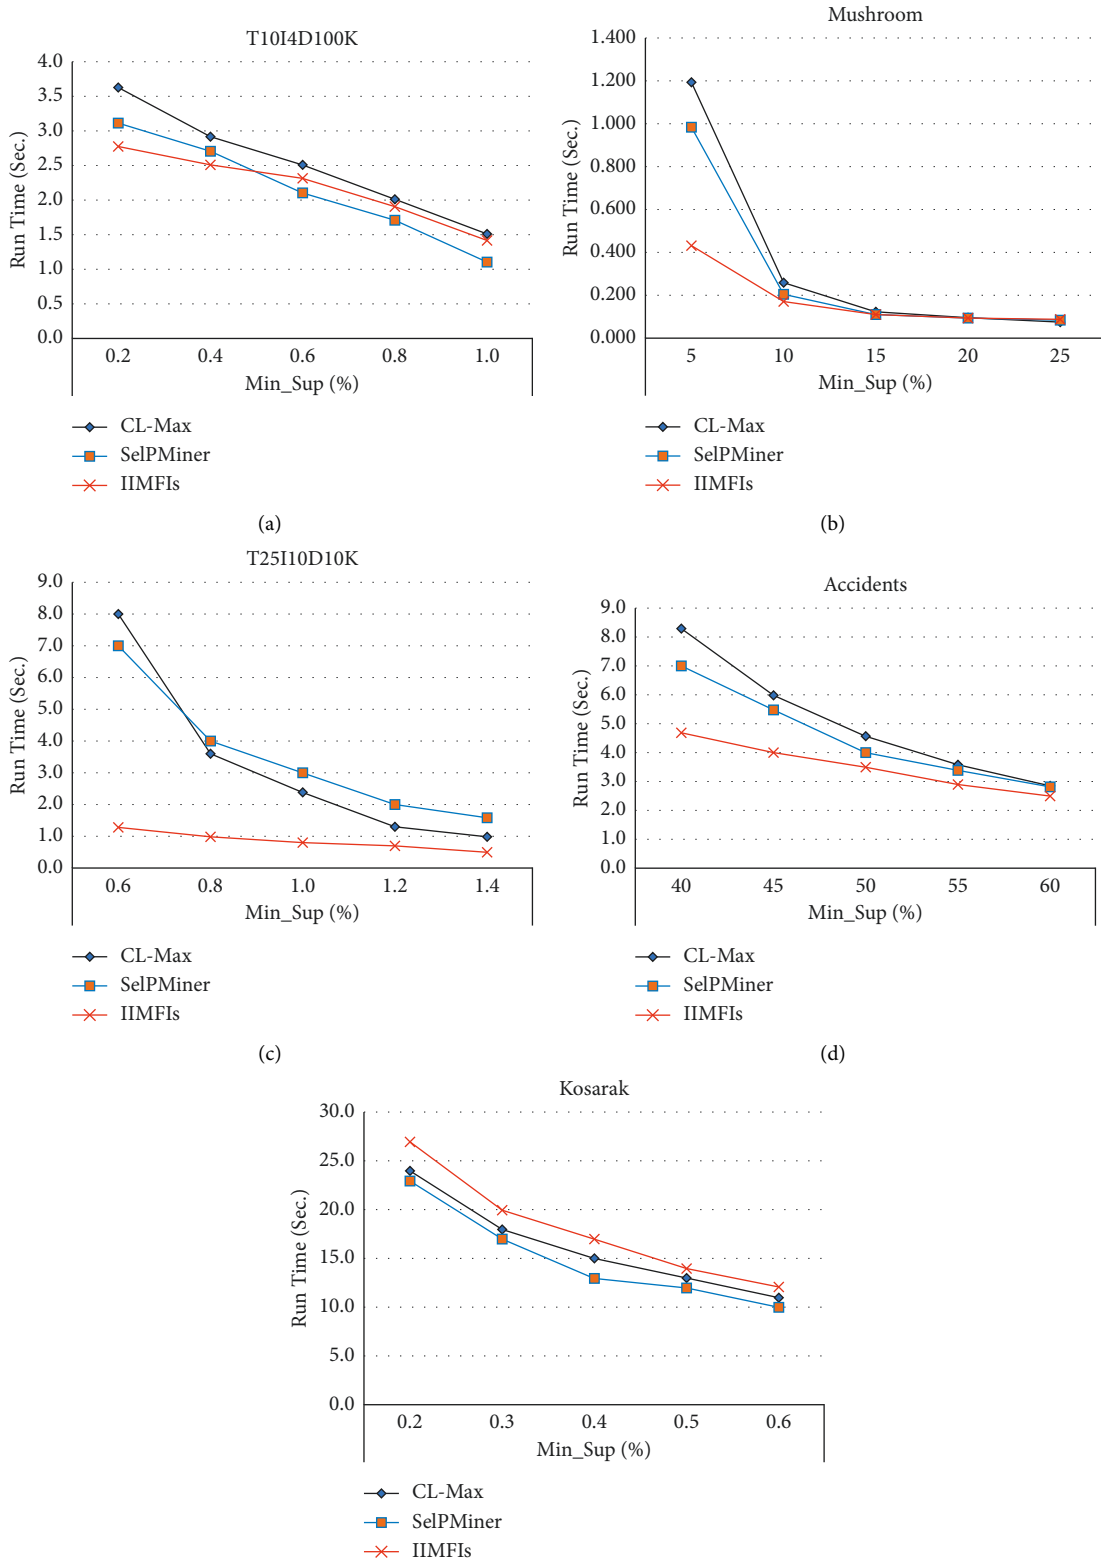 T10I4D100K
4.0
3.5
3.0
2.5
2.0
1.5
1.0
0.5
0.0
Run Time (Sec.)
0.2 0.4 0.6 0.8 1.0
Min_Sup (%)
CL-Max
SelPMiner
IIMFIs
(a)
Mushroom
1.400
1.200
1.000
0.800
0.600
0.400
0.200
0.000
Run Time (Sec.)
5 10 15 20 25
Min_Sup (%)
CL-Max
SelPMiner
IIMFIs
(b)
T25I10D10K
9.0
8.0
7.0
6.0
5.0
4.0
3.0
2.0
1.0
0.0
Run Time (Sec.)
0.6 0.8 1.0 1.2 1.4
Min_Sup (%)
CL-Max
SelPMiner
IIMFIs
(c)
Accidents
9.0
8.0
7.0
6.0
5.0
4.0
3.0
2.0
1.0
0.0
Run Time (Sec.)
40 45 50 55 60
Min_Sup (%)
CL-Max
SelPMiner
IIMFIs
(d)
Kosarak
30.0
25.0
20.0
15.0
10.0
5.0
0.0
Run Time (Sec.)
0.2 0.3 0.4 0.5 0.6
Min_Sup (%)
CL-Max
SelPMiner
IIMFIs